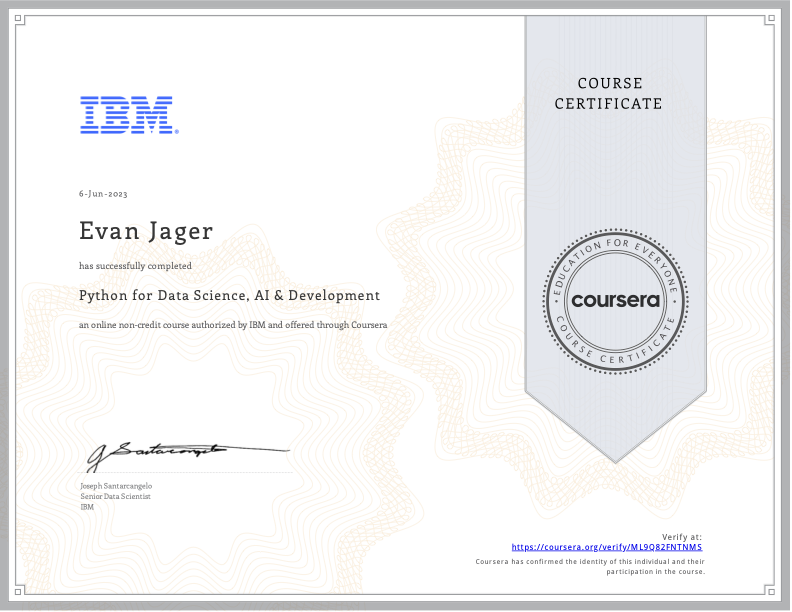 COURSE
CERTIFICATE
IBM®
6-Jun-2023
Evan Jager
has successfully completed
Python for Data Science, AI & Development
an online non-credit course authorized by IBM and offered through Coursera
EDUCATION FOR EVERYONE
coursera
COURSE CERTIFICATE
J Santarcangelo
Joseph Santarcangelo
Senior Data Scientist
IBM
Verify at:
https://coursera.org/verify/ML9Q82FNTNMS
Coursera has confirmed the identity of this individual and their
participation in the course.